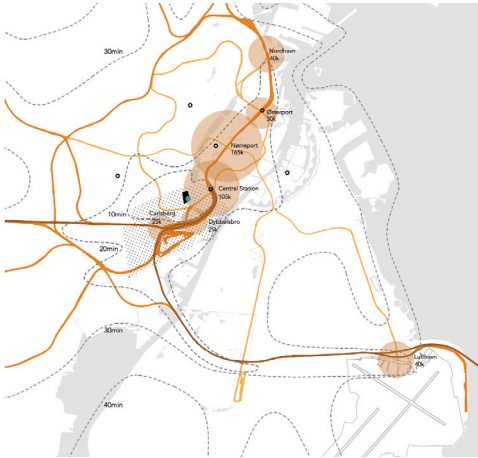 30min
Nordhavn
40k
Østerport
30k
Nørreport
165k
Central Station
105k
10min
Carlsberg
25k
Dybbølsbro
25k
20min
30min
Lufthavn
40k
40min